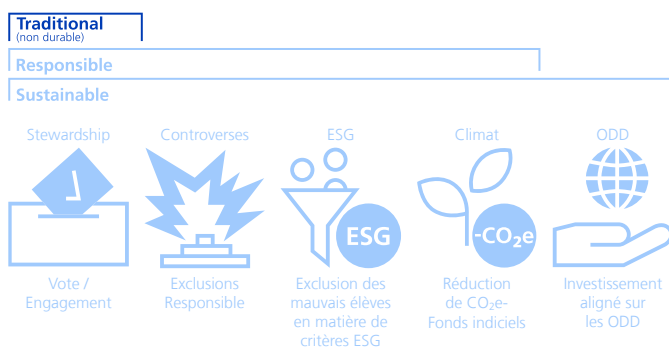 Traditional
(non durable)
Responsible
Sustainable
Stewardship
Controverses
ESG
Climat
ODD
ESG
-CO₂e
Vote /
Engagement
Exclusions
Responsible
Exclusion des
mauvais élèves
en matière de
critères ESG
Réduction
de CO₂e-
Fonds indiciels
Investissement
aligné sur
les ODD